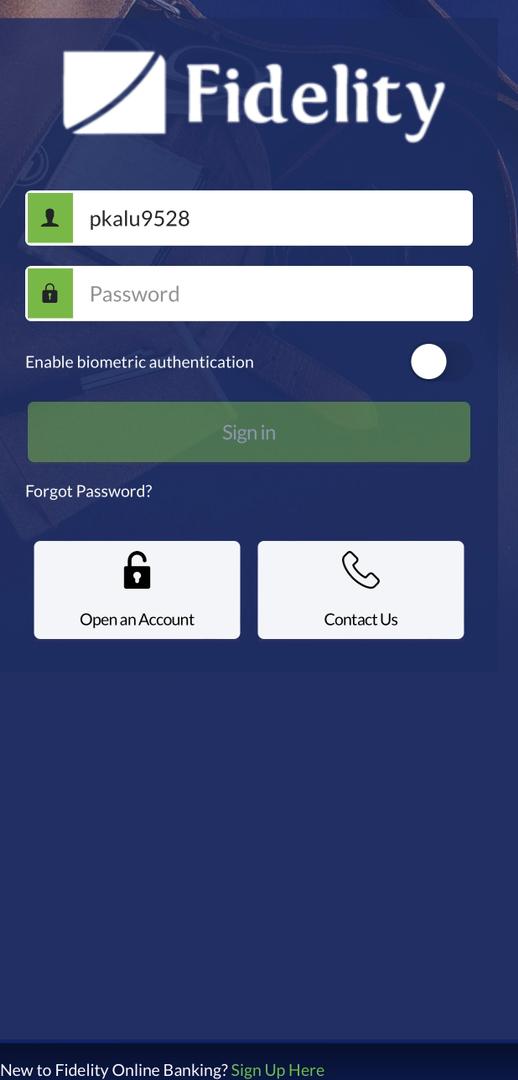 Fidelity
pkalu9528
Password
Enable biometric authentication
Sign in
Forgot Password?
Open an Account
Contact Us
New to Fidelity Online Banking? Sign Up Here